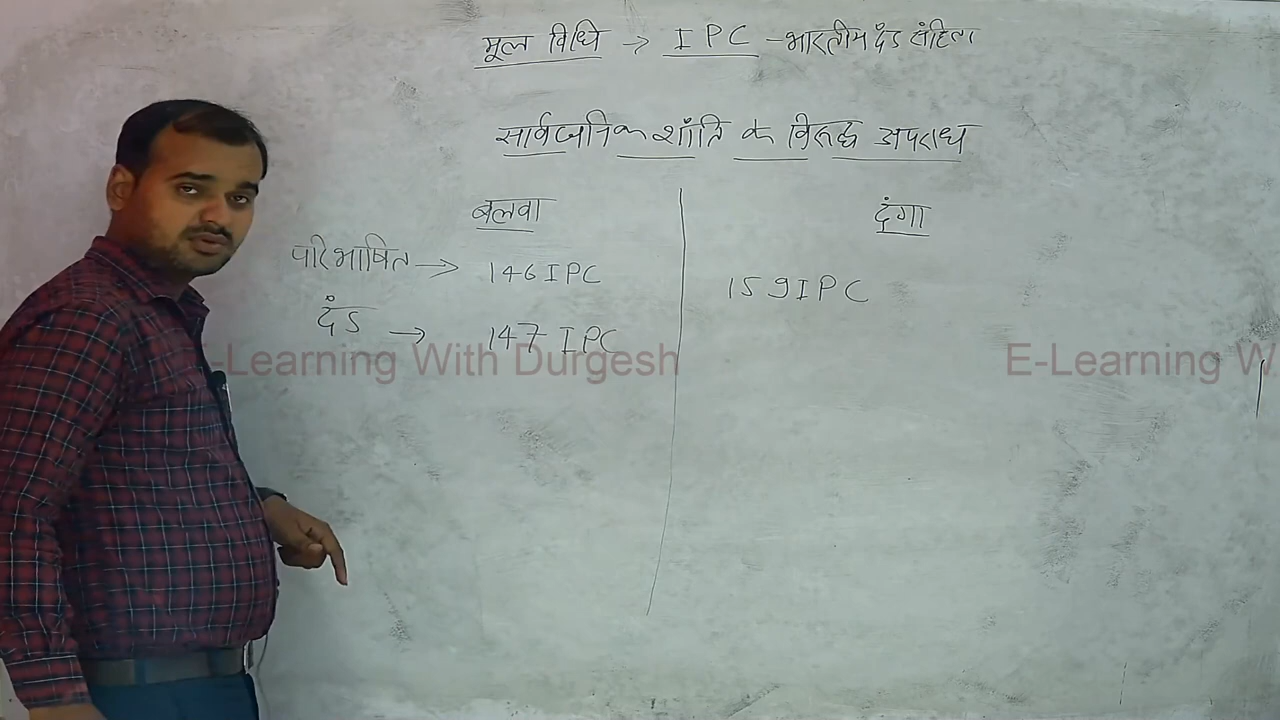 मूल विधि → IPC - भारतीय दंड संहिता
सार्वजनिक शांति के विरुद्ध अपराध
बलवा दंगा
परिभाषित → 146 IPC 159 IPC
दंड → 147 IPC
E-Learning With Durgesh E-Learning W